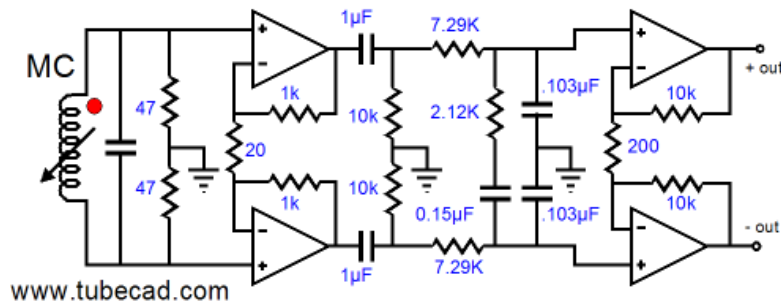 1µF
7.29K
MC
1k
.103µF
+ out
10k
47
10k
2.12K
20
200
47
10k
1k
0.15µF
.103µF
10k
- out
1µF
7.29K
www.tubecad.com